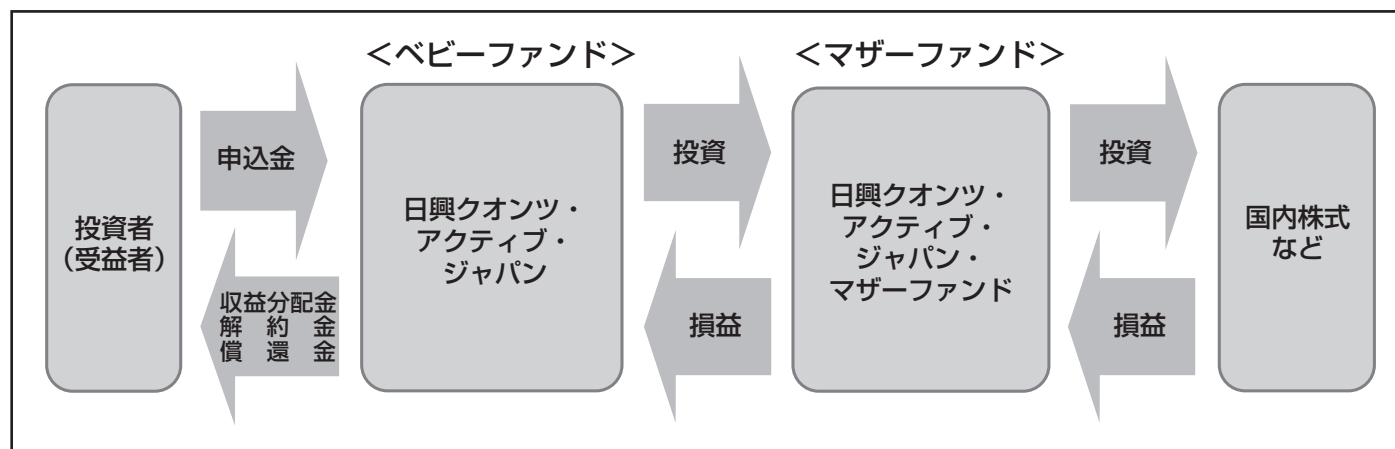 <ベビーファンド>
<マザーファンド>
投資者
（受益者）
申込金
収益分配金
解約金
償還金
日興クオンツ・
アクティブ・
ジャパン
投資
損益
日興クオンツ・
アクティブ・
ジャパン・
マザーファンド
投資
損益
国内株式
など